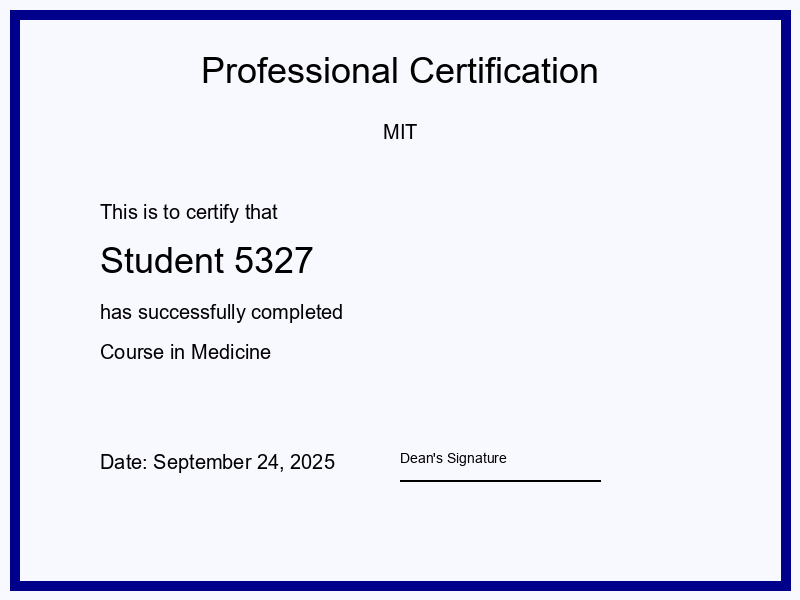 Professional Certification
MIT
This is to certify that
Student 5327
has successfully completed
Course in Medicine
Date: September 24, 2025
Dean's Signature